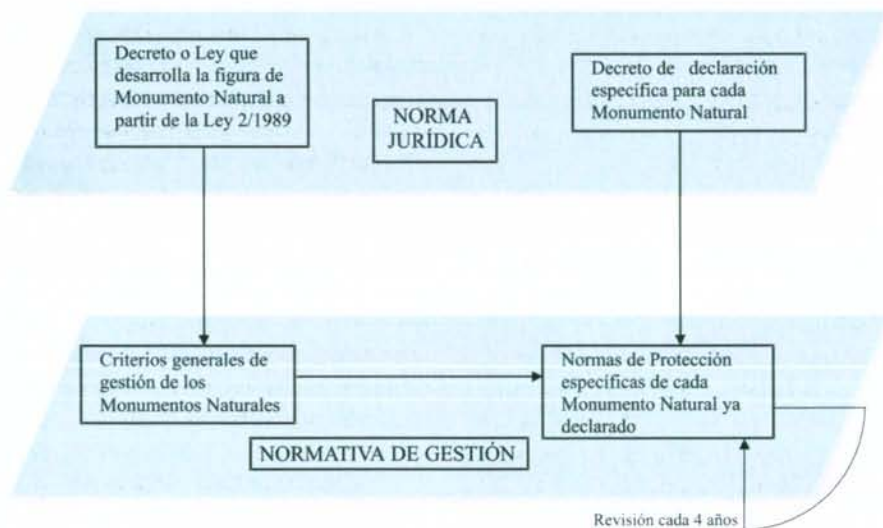 Decreto o Ley que
desarrolla la figura de
Monumento Natural a
partir de la Ley 2/1989
NORMA
JURÍDICA
Decreto de declaración
específica para cada
Monumento Natural
Criterios generales de
gestión de los
Monumentos Naturales
Normas de Protección
específicas de cada
Monumento Natural ya
declarado
NORMATIVA DE GESTIÓN
Revisión cada 4 años